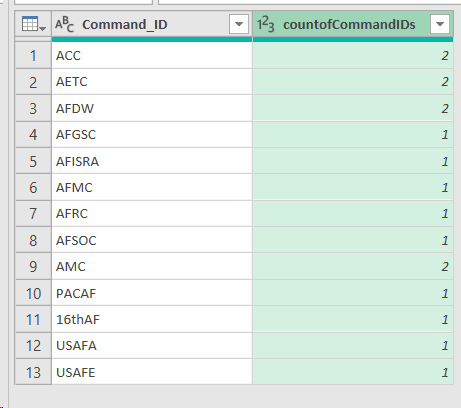 ABC Command_ID 123 countofCommandIDs
1 ACC 2
2 AETC 2
3 AFDW 2
4 AFGSC 1
5 AFISRA 1
6 AFMC 1
7 AFRC 1
8 AFSOC 1
9 AMC 2
10 PACAF 1
11 16thAF 1
12 USAFA 1
13 USAFE 1